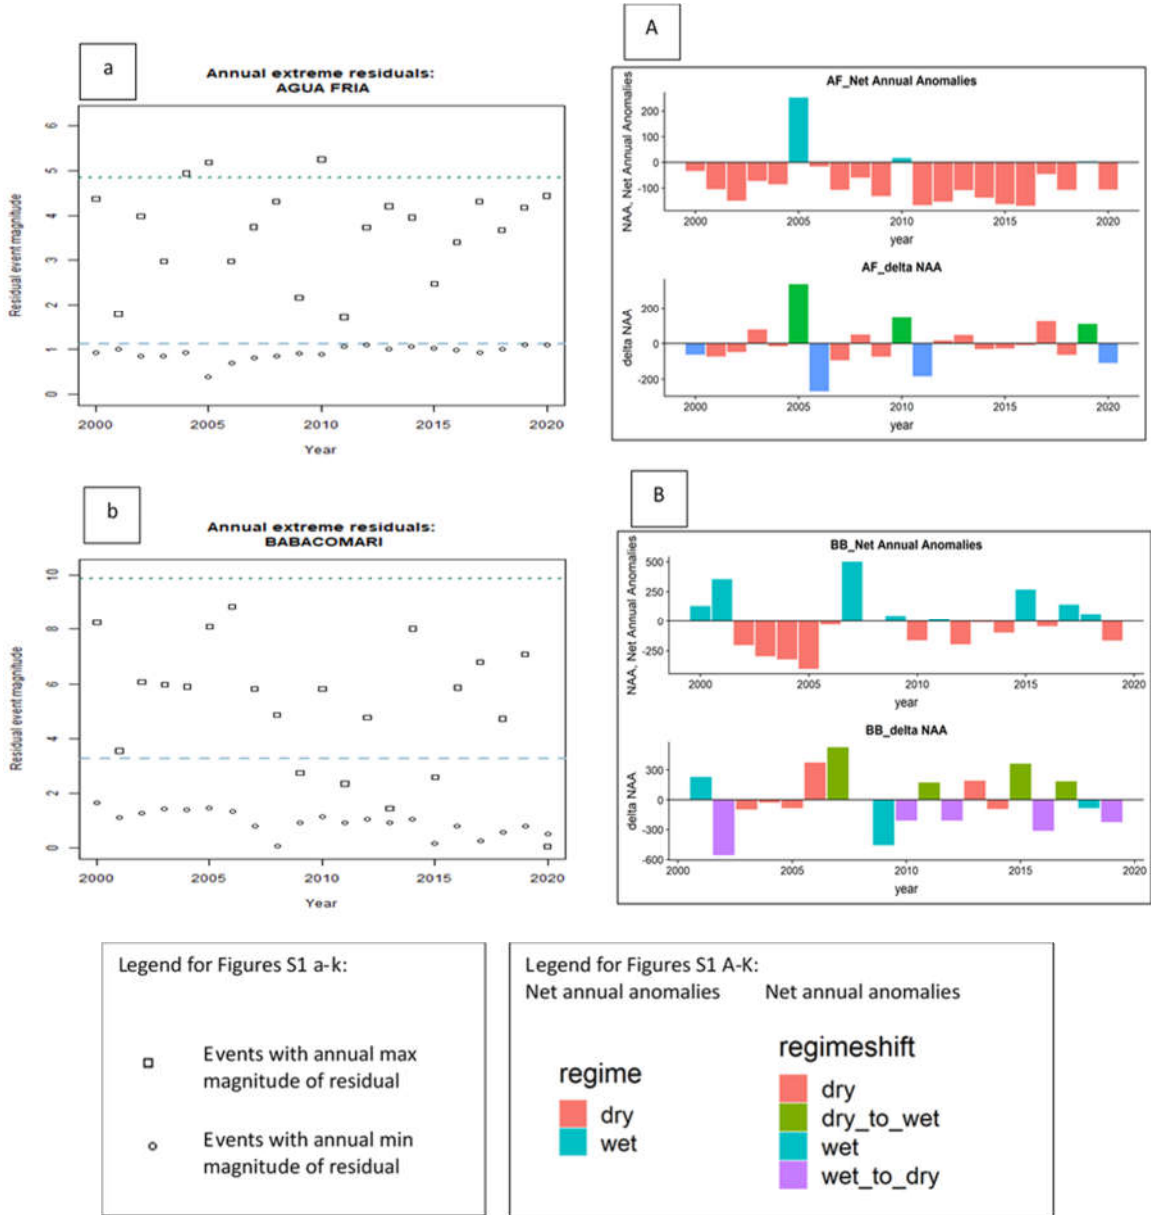 a
Annual extreme residuals:
AGUA FRIA
Residual event magnitude
6
5
4
3
2
1
0
2000
2005
2010
2015
2020
Year
A
AF_Net Annual Anomalies
NAA, Net Annual Anomalies
200
100
0
-100
2000
2005
2010
2015
2020
year
AF_delta NAA
delta NAA
200
0
-200
2000
2005
2010
2015
2020
year
b
Annual extreme residuals:
BABACOMARI
Residual event magnitude
10
8
6
4
2
0
2000
2005
2010
2015
2020
Year
B
BB_Net Annual Anomalies
NAA, Net Annual Anomalies
500
250
0
-250
2000
2005
2010
2015
2020
year
BB_delta NAA
delta NAA
300
0
-300
-600
2000
2005
2010
2015
2020
year
Legend for Figures S1 a-k:
Events with annual max
magnitude of residual
Events with annual min
magnitude of residual
Legend for Figures S1 A-K:
Net annual anomalies
Net annual anomalies
regime
dry
wet
regimeshift
dry
dry_to_wet
wet
wet_to_dry